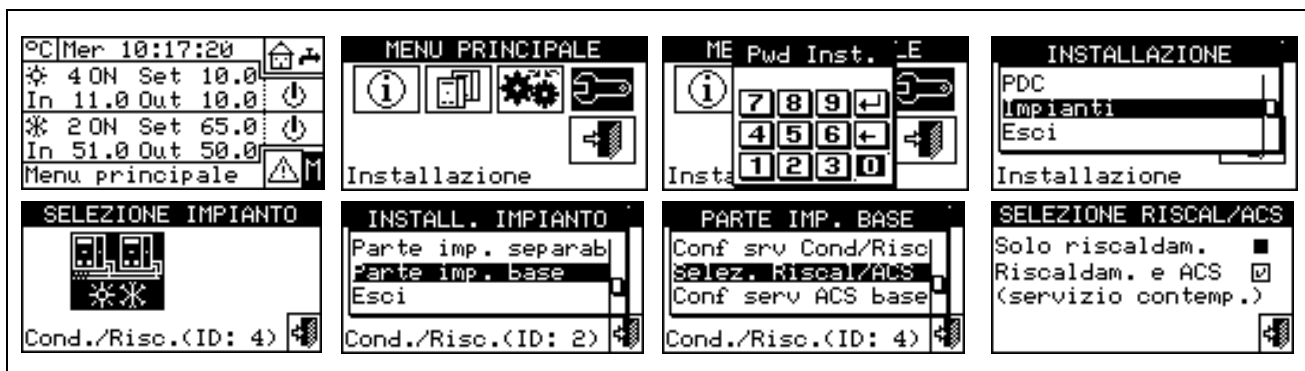 °C Mer 10:17:20
4 ON Set 10.0
In 11.0 Out 10.0
2 ON Set 65.0
In 51.0 Out 50.0
Menu principale M
MENU PRINCIPALE
i
Installazione
ME Pwd Inst. LE
i
7 8 9
4 5 6
1 2 3 0
Insta
INSTALLAZIONE
PDC
Impianti
Esci
Installazione
SELEZIONE IMPIANTO
Cond./Risc.(ID: 4)
INSTALL. IMPIANTO
Parte imp. separab
Parte imp. base
Esci
Cond./Risc.(ID: 2)
PARTE IMP. BASE
Conf srv Cond/Risc
Selez. Riscal/ACS
Conf serv ACS base
Cond./Risc.(ID: 4)
SELEZIONE RISCAL/ACS
Solo riscaldam.
Riscaldam. e ACS
(servizio contemp.)